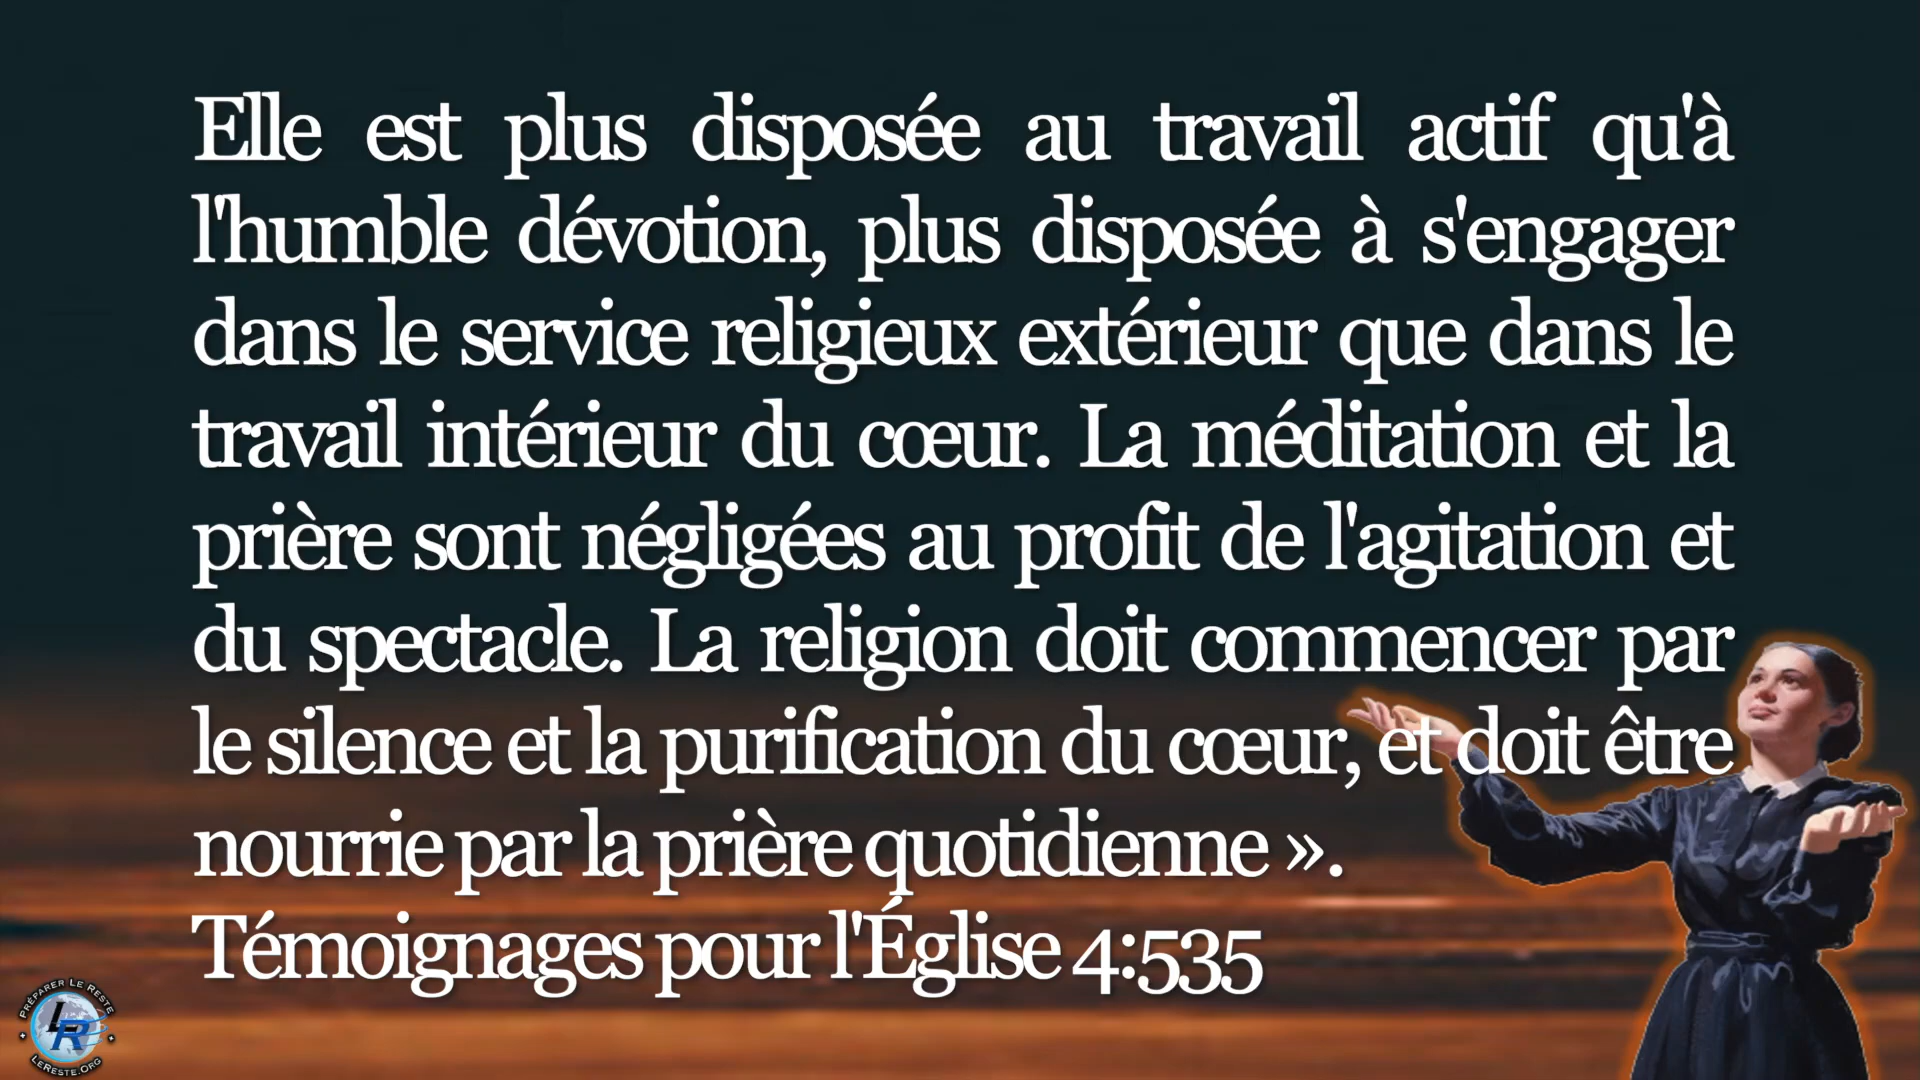 Elle est plus disposée au travail actif qu'à
l'humble dévotion, plus disposée à s'engager
dans le service religieux extérieur que dans le
travail intérieur du cœur. La méditation et la
prière sont négligées au profit de l'agitation et
du spectacle. La religion doit commencer par
le silence et la purification du cœur, et doit être
nourrie par la prière quotidienne ».
Témoignages pour l'Église 4:535
PRÉPARER LE RESTE
LR
LERESTE.ORG